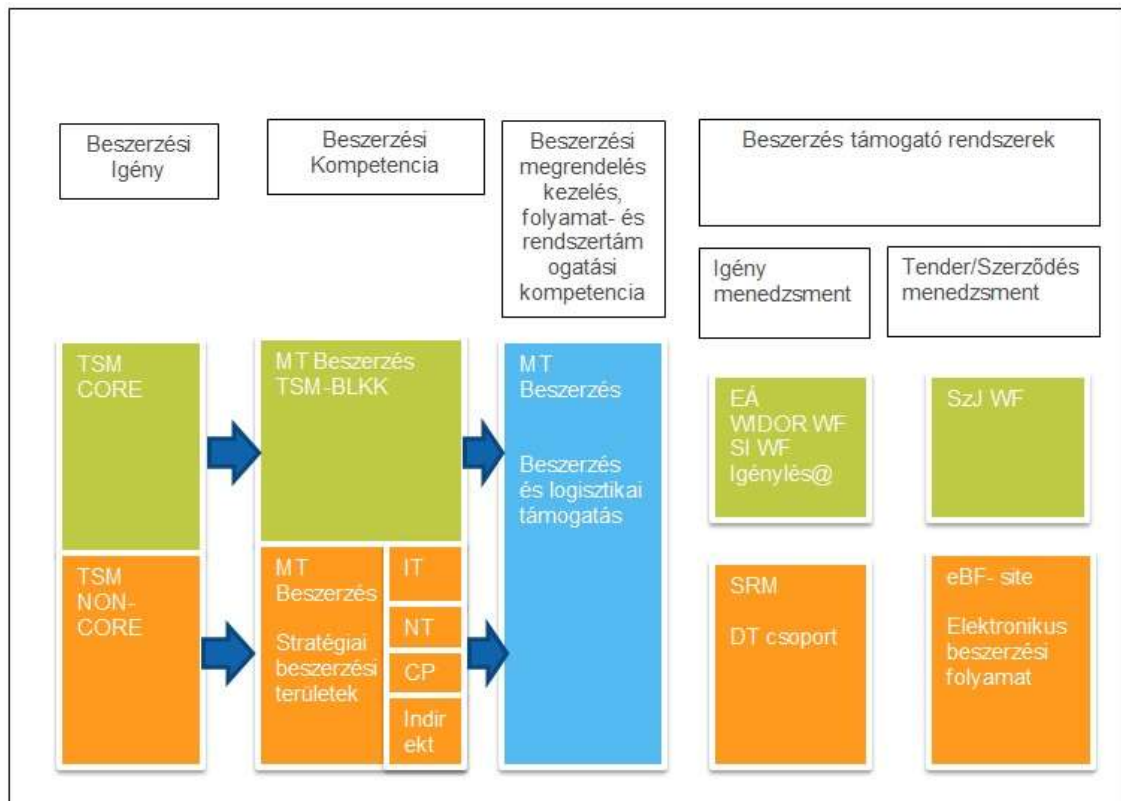 Beszerzési
Igény
Beszerzési
Kompetencia
Beszerzési
megrendelés
kezelés,
folyamat- és
rendszertám
ogatási
kompetencia
Beszerzés támogató rendszerek
Igény
menedzsment
Tender/Szerződés
menedzsment
TSM
CORE
MT Beszerzés
TSM-BLKK
MT
Beszerzés
Beszerzés
és logisztikai
támogatás
EÁ
WIDOR WF
SI WF
Igénylés@
SzJ WF
TSM
NON-
CORE
MT
Beszerzés
Stratégiai
beszerzési
területek
IT
NT
CP
Indir
ekt
SRM
DT csoport
eBF- site
Elektronikus
beszerzési
folyamat